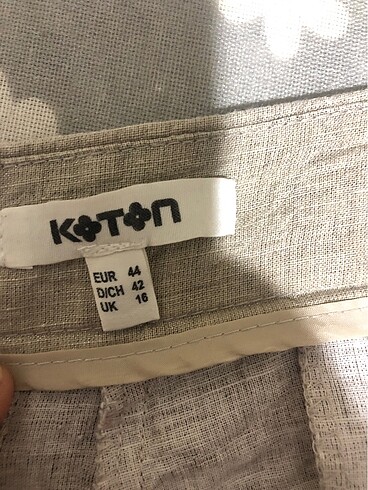 KOTON
EUR 44
D/CH 42
UK 16